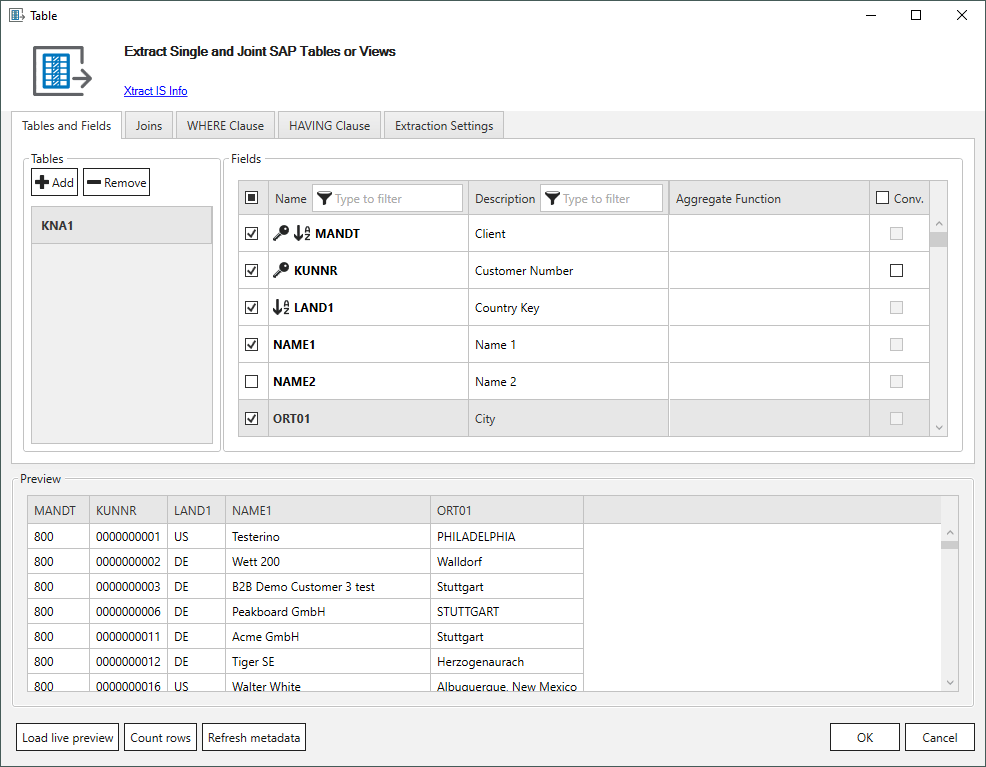 Table
Extract Single and Joint SAP Tables or Views
Xtract IS Info
Tables and Fields Joins WHERE Clause HAVING Clause Extraction Settings
Tables
Add Remove
KNA1
Fields
Name Type to filter Description Type to filter Aggregate Function Conv.
MANDT Client
KUNNR Customer Number
LAND1 Country Key
NAME1 Name 1
NAME2 Name 2
ORT01 City
Preview
MANDT KUNNR LAND1 NAME1 ORT01
800 0000000001 US Testerino PHILADELPHIA
800 0000000002 DE Wett 200 Walldorf
800 0000000003 DE B2B Demo Customer 3 test Stuttgart
800 0000000006 DE Peakboard GmbH STUTTGART
800 0000000011 DE Acme GmbH Stuttgart
800 0000000012 DE Tiger SE Herzogenaurach
800 0000000016 US Walter White Albuquerque, New Mexico
Load live preview Count rows Refresh metadata OK Cancel